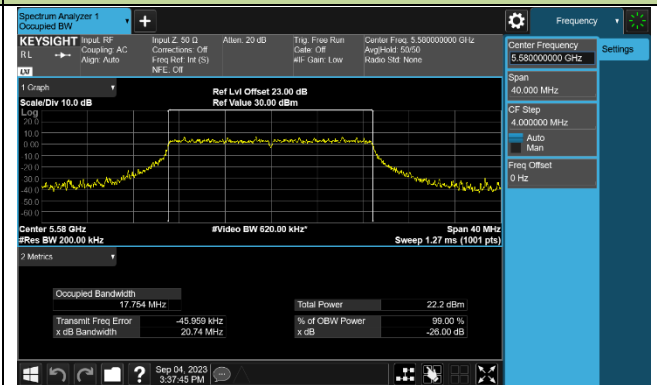 Spectrum Analyzer 1
Occupied BW
Frequency
KEYSIGHT
Input: RF
Coupling: AC
Align: Auto
Input Z: 50 Ω
Corrections: Off
Freq Ref: Int (S)
NFE: Off
Atten: 20 dB
Trig: Free Run
Gate: Off
#IF Gain: Low
Center Freq: 5.580000000 GHz
Avg|Hold: 50/50
Radio Std: None
RL
LXI
Center Frequency
5.580000000 GHz
Settings
Span
40.000 MHz
CF Step
4.000000 MHz
Auto
Man
Freq Offset
0 Hz
1 Graph
Scale/Div 10.0 dB
Ref Lvl Offset 23.00 dB
Ref Value 30.00 dBm
Log
20.0
10.0
0.00
-10.0
-20.0
-30.0
-40.0
-50.0
-60.0
Center 5.58 GHz
#Res BW 200.00 kHz
#Video BW 620.00 kHz*
Span 40 MHz
Sweep 1.27 ms (1001 pts)
2 Metrics
Occupied Bandwidth
17.754 MHz
Total Power 22.2 dBm
Transmit Freq Error -45.959 kHz
% of OBW Power 99.00 %
x dB Bandwidth 20.74 MHz
x dB -26.00 dB
Sep 04, 2023
3:37:45 PM